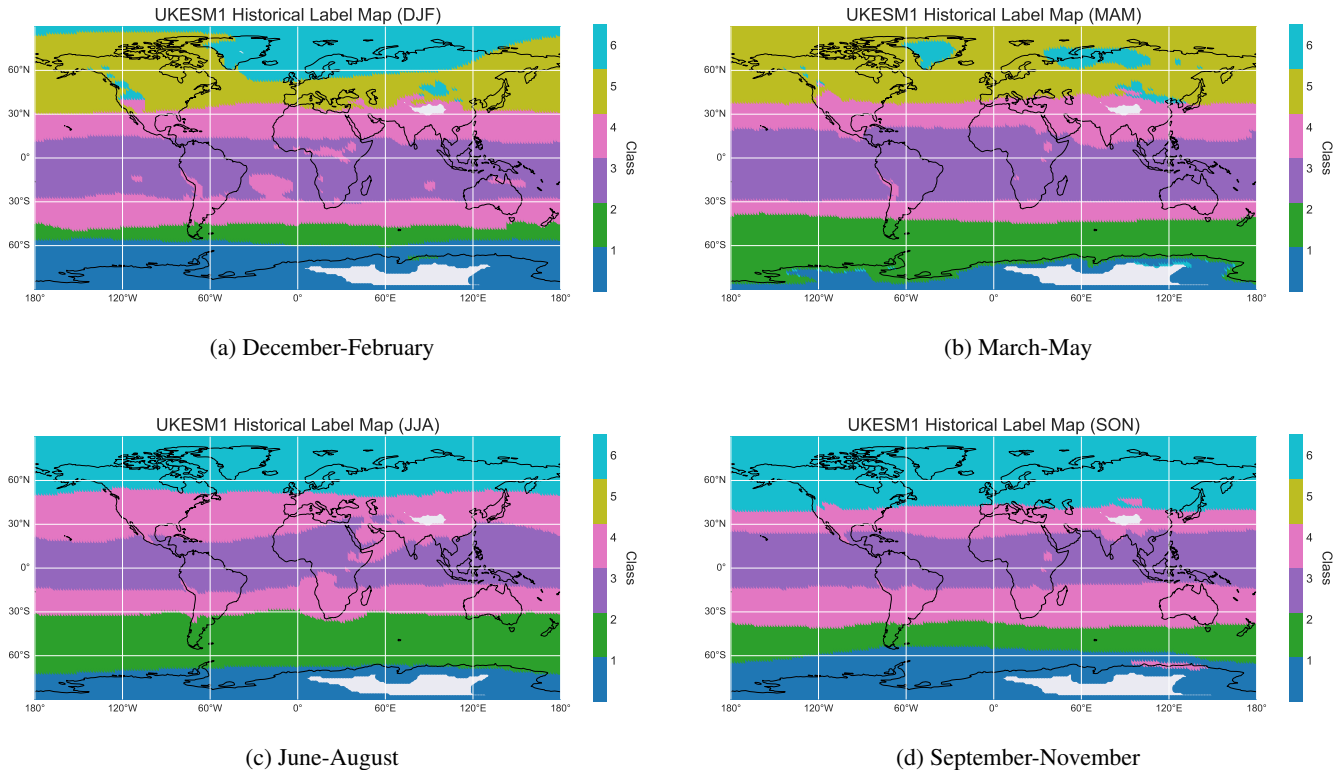 UKESM1 Historical Label Map (DJF)
60°N
30°N
0°
30°S
60°S
180°
120°W
60°W
0°
60°E
120°E
180°
6
5
4
3
2
1
Class
(a) December-February
UKESM1 Historical Label Map (MAM)
60°N
30°N
0°
30°S
60°S
180°
120°W
60°W
0°
60°E
120°E
180°
6
5
4
3
2
1
Class
(b) March-May
UKESM1 Historical Label Map (JJA)
60°N
30°N
0°
30°S
60°S
180°
120°W
60°W
0°
60°E
120°E
180°
6
5
4
3
2
1
Class
(c) June-August
UKESM1 Historical Label Map (SON)
60°N
30°N
0°
30°S
60°S
180°
120°W
60°W
0°
60°E
120°E
180°
6
5
4
3
2
1
Class
(d) September-November